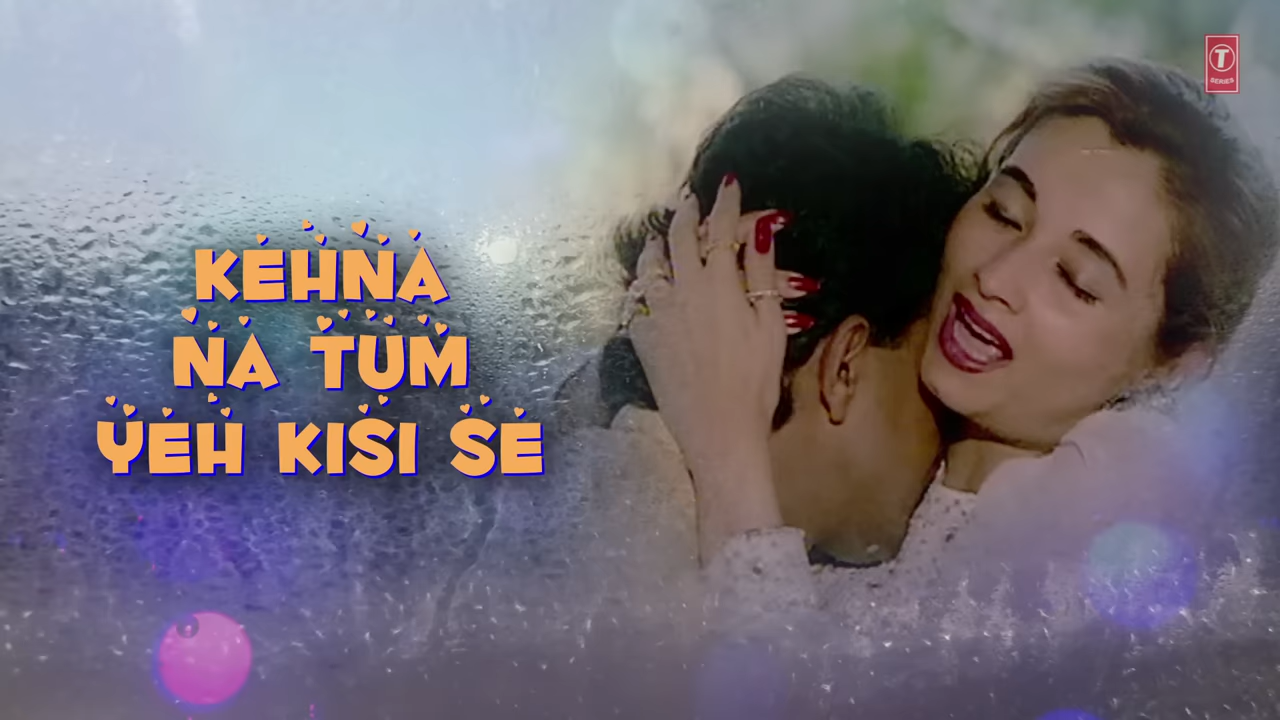 KEHNA
NA TUM
YEH KISI SE
T
SERIES